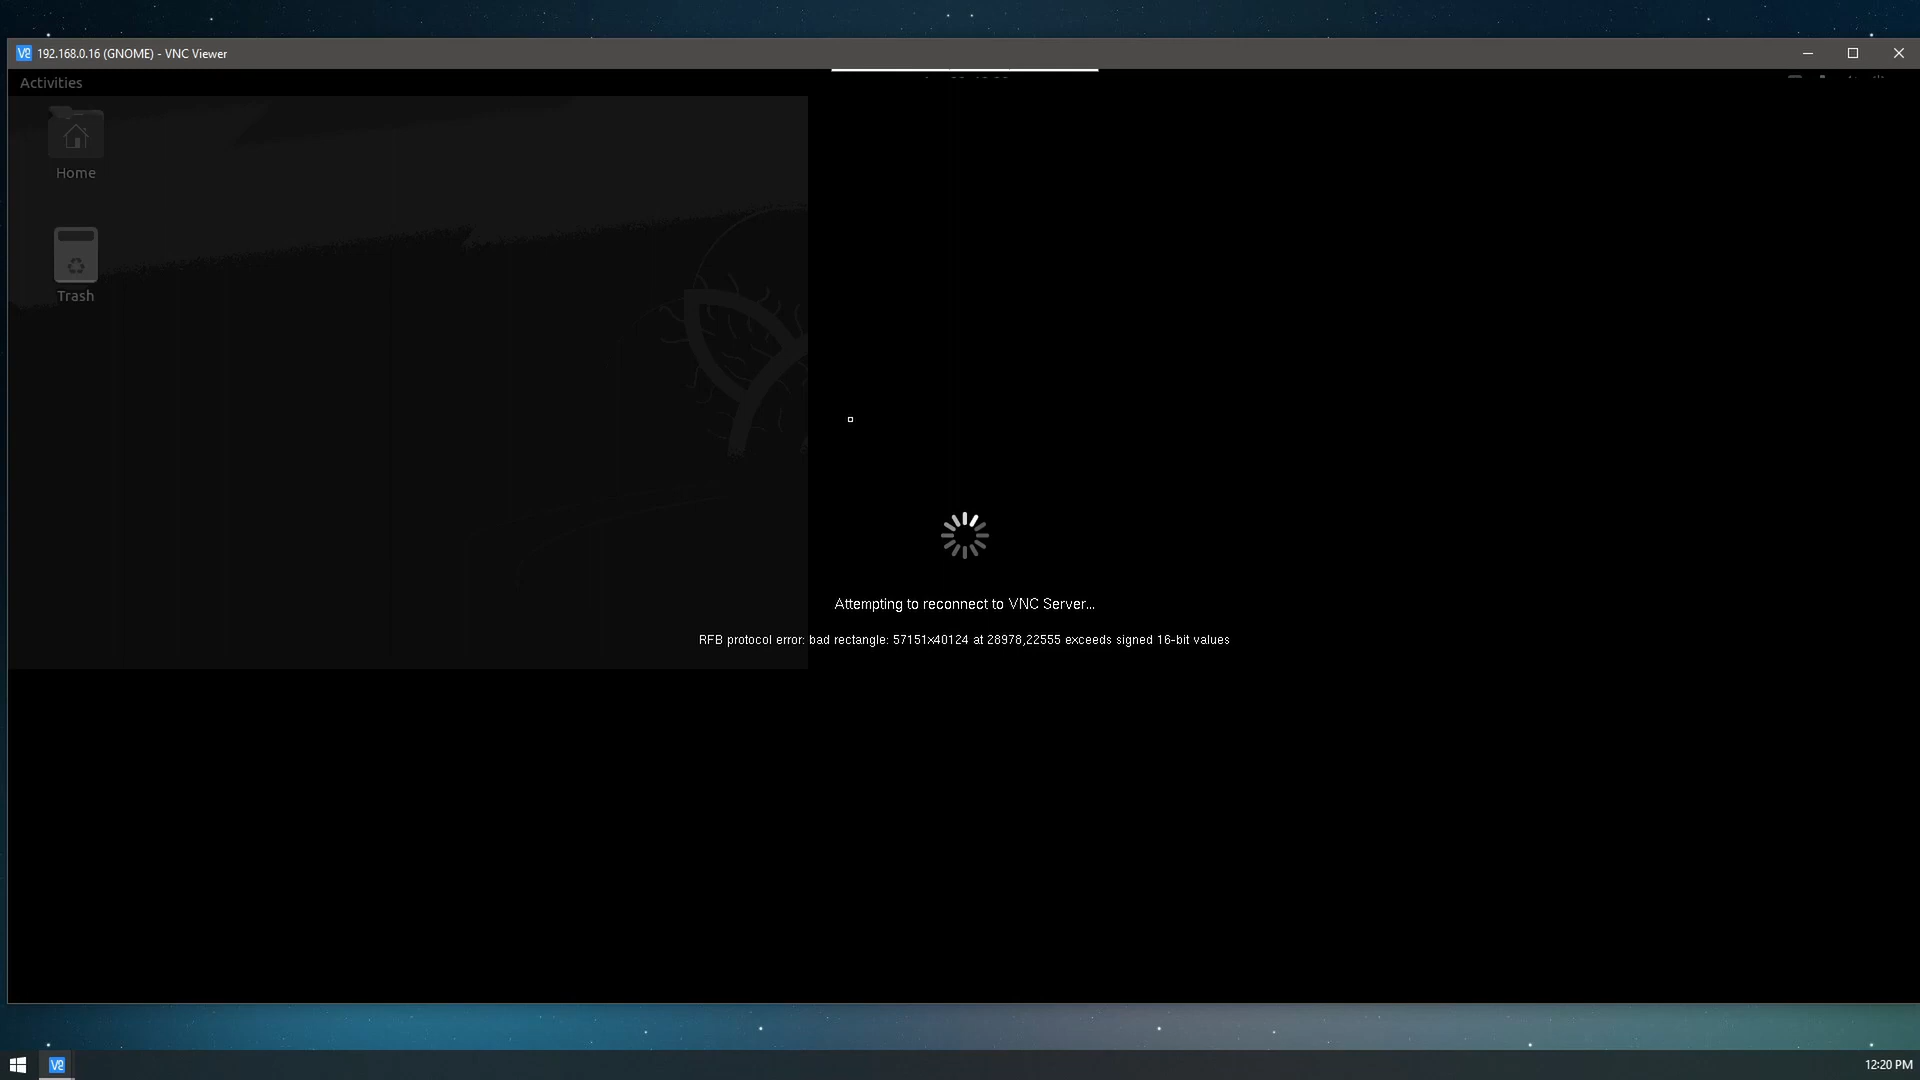 192.168.0.16 (GNOME) - VNC Viewer
Activities
Home
Trash
Attempting to reconnect to VNC Server...
RFB protocol error: bad rectangle: 57151x40124 at 28978,22555 exceeds signed 16-bit values
12:20 PM